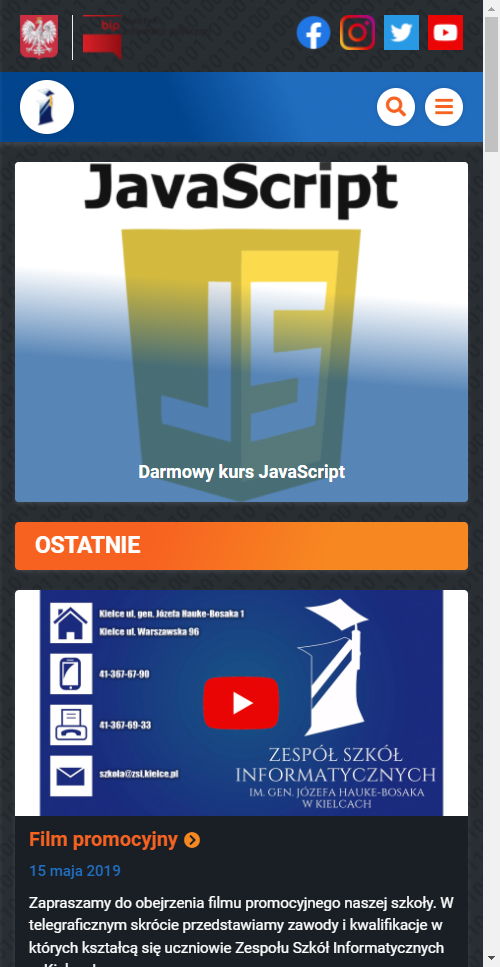 bip
JavaScript
JS
Darmowy kurs JavaScript
OSTATNIE
Kielce ul. gen. Józefa Hauke-Bosaka 1
Kielce ul. Warszawska 96
41-367-67-90
41-367-69-33
szkola@zsi.kielce.pl
ZESPÓŁ SZKÓŁ
INFORMATYCZNYCH
IM. GEN. JÓZEFA HAUKE-BOSAKA
W KIELCACH
Film promocyjny
15 maja 2019
Zapraszamy do obejrzenia filmu promocyjnego naszej szkoły. W
telegraficznym skrócie przedstawiamy zawody i kwalifikacje w
których kształcą się uczniowie Zespołu Szkół Informatycznych